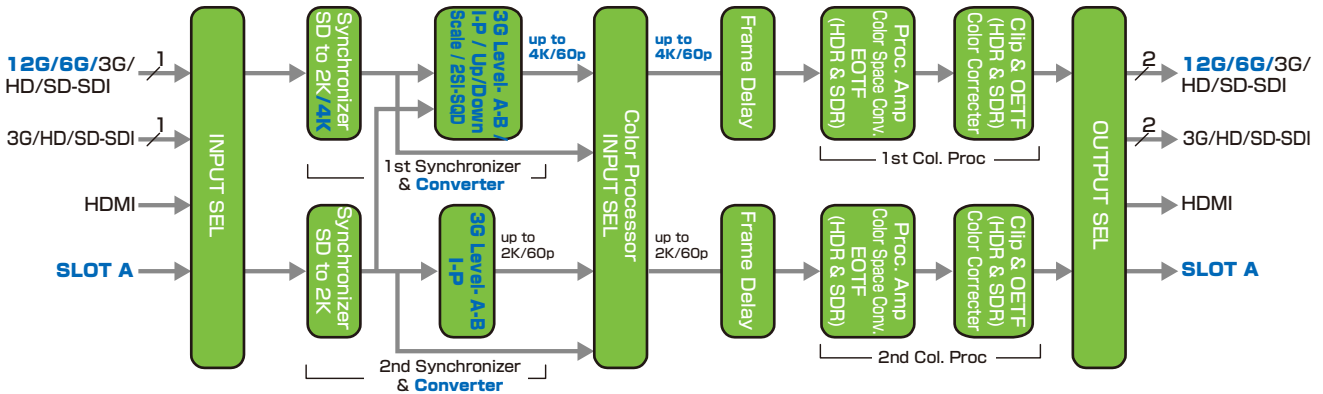 12G/6G/3G/
HD/SD-SDI
1
3G/HD/SD-SDI
1
HDMI
SLOT A
INPUT SEL
Synchronizer
SD to 2K/4K
3G Level- A-B /
I-P / Up/Down
Scale / 2SI-SQD
1st Synchronizer
& Converter
Synchronizer
SD to 2K
3G Level- A-B
I-P
2nd Synchronizer
& Converter
up to
4K/60p
up to
2K/60p
Color Processor
INPUT SEL
up to
4K/60p
up to
2K/60p
Frame Delay
Proc. Amp
Color Space Conv.
EOTF
(HDR & SDR)
Clip & OETF
(HDR & SDR)
Color Correcter
1st Col. Proc
Frame Delay
Proc. Amp
Color Space Conv.
EOTF
(HDR & SDR)
Clip & OETF
(HDR & SDR)
Color Correcter
2nd Col. Proc
OUTPUT SEL
2
12G/6G/3G/
HD/SD-SDI
2
3G/HD/SD-SDI
HDMI
SLOT A